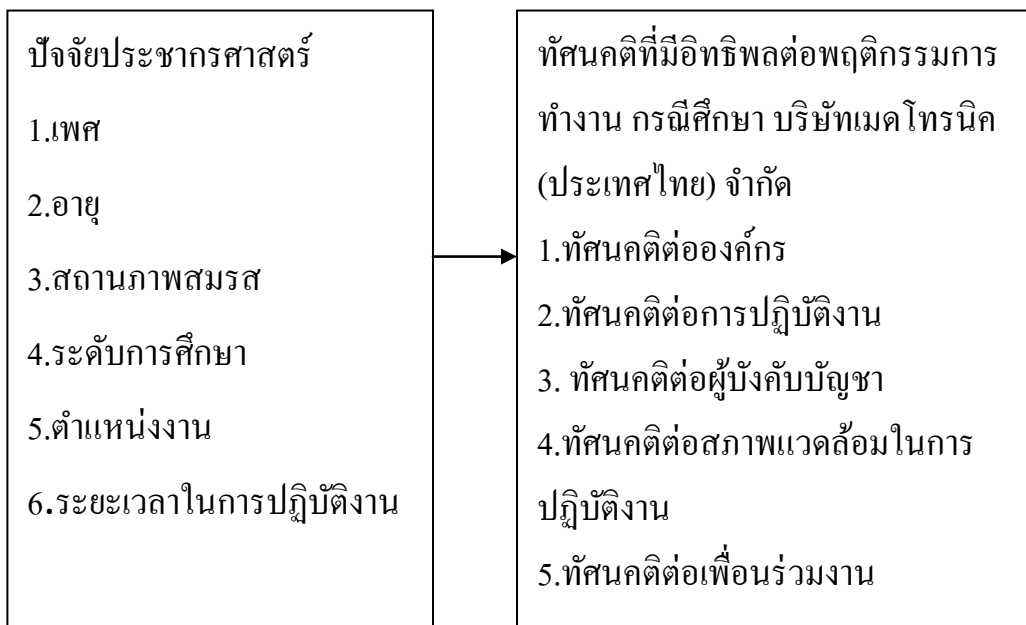 ปัจจัยประชากรศาสตร์
1.เพศ
2.อายุ
3.สถานภาพสมรส
4.ระดับการศึกษา
5.ตำแหน่งงาน
6.ระยะเวลาในการปฏิบัติงาน
ทัศนคติที่มีอิทธิพลต่อพฤติกรรมการ
ทำงาน กรณีศึกษา บริษัทเมดโทรนิค
(ประเทศไทย) จำกัด
1.ทัศนคติต่อองค์กร
2.ทัศนคติต่อการปฏิบัติงาน
3. ทัศนคติต่อผู้บังคับบัญชา
4.ทัศนคติต่อสภาพแวดล้อมในการ
ปฏิบัติงาน
5.ทัศนคติต่อเพื่อนร่วมงาน